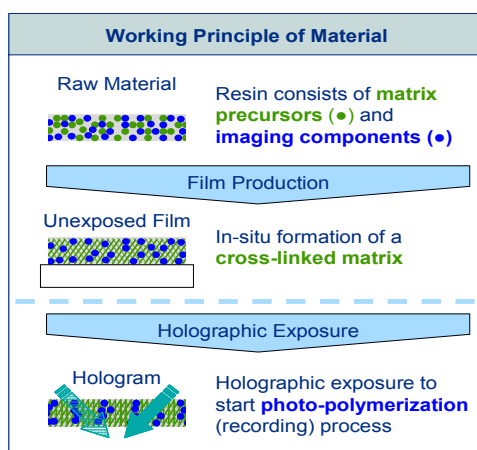 Working Principle of Material
Raw Material
Resin consists of matrix
precursors (●) and
imaging components (●)
Film Production
Unexposed Film
In-situ formation of a
cross-linked matrix
Holographic Exposure
Hologram
Holographic exposure to
start photo-polymerization
(recording) process